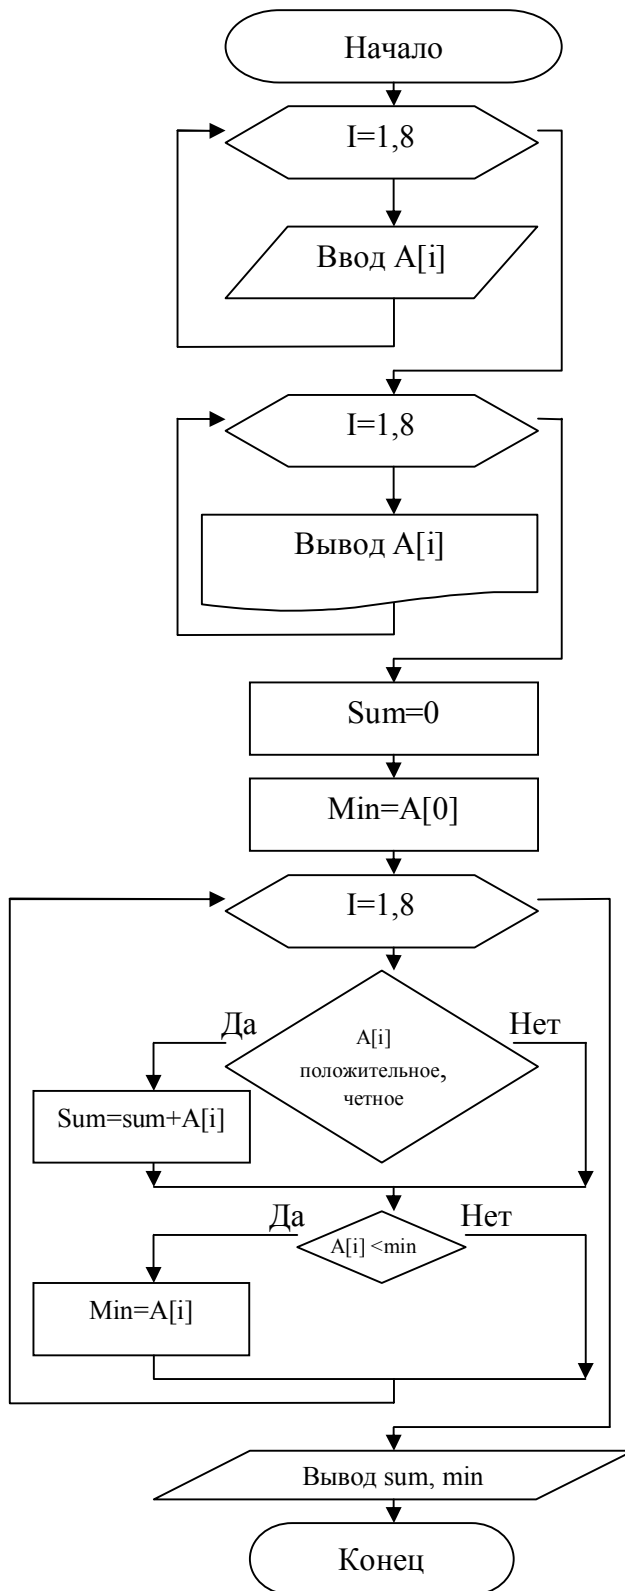 Начало
I=1,8
Ввод A[i]
I=1,8
Вывод A[i]
Sum=0
Min=A[0]
I=1,8
Да
Нет
A[i]
положительное,
четное
Sum=sum+A[i]
Да
Нет
A[i] <min
Min=A[i]
Вывод sum, min
Конец